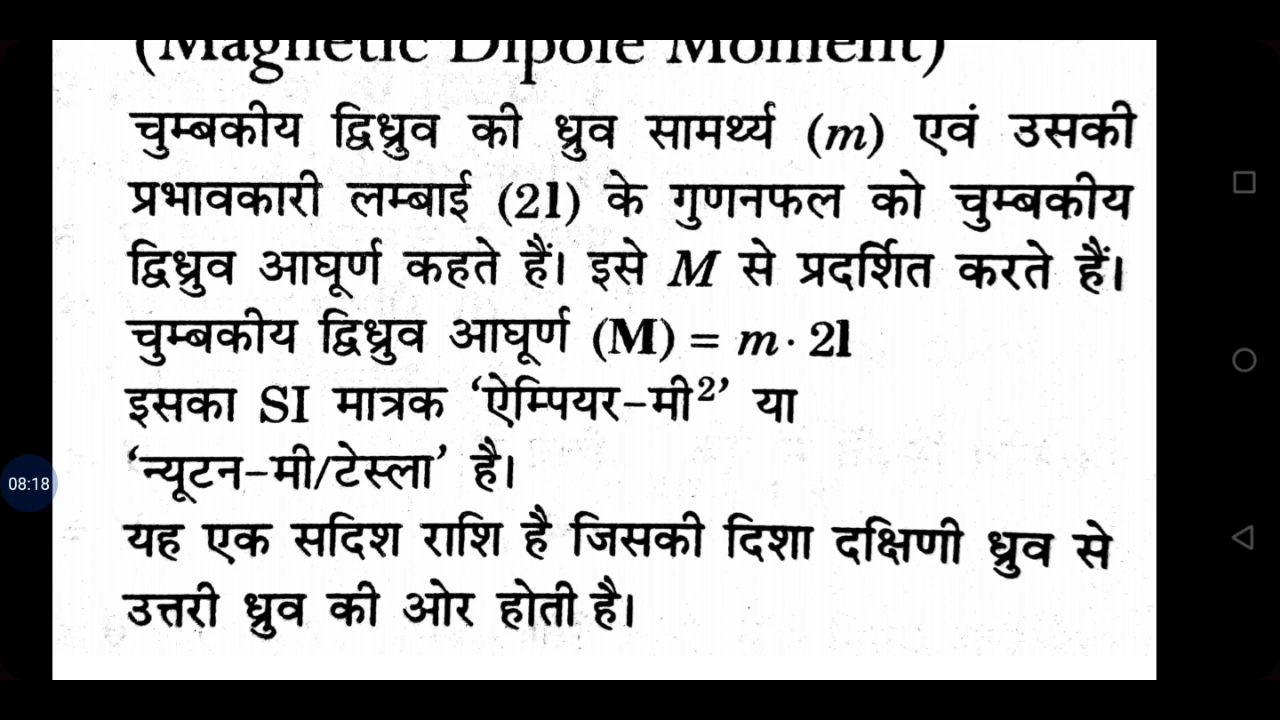 (Magnetic Dipole Moment)
चुम्बकीय द्विध्रुव की ध्रुव सामर्थ्य (m) एवं उसकी
प्रभावकारी लम्बाई (2l) के गुणनफल को चुम्बकीय
द्विध्रुव आघूर्ण कहते हैं। इसे M से प्रदर्शित करते हैं।
चुम्बकीय द्विध्रुव आघूर्ण (M) = m · 2l
इसका SI मात्रक ‘ऐम्पियर–मी²’ या
‘न्यूटन–मी/टेस्ला’ है।
08:18
यह एक सदिश राशि है जिसकी दिशा दक्षिणी ध्रुव से
उत्तरी ध्रुव की ओर होती है।